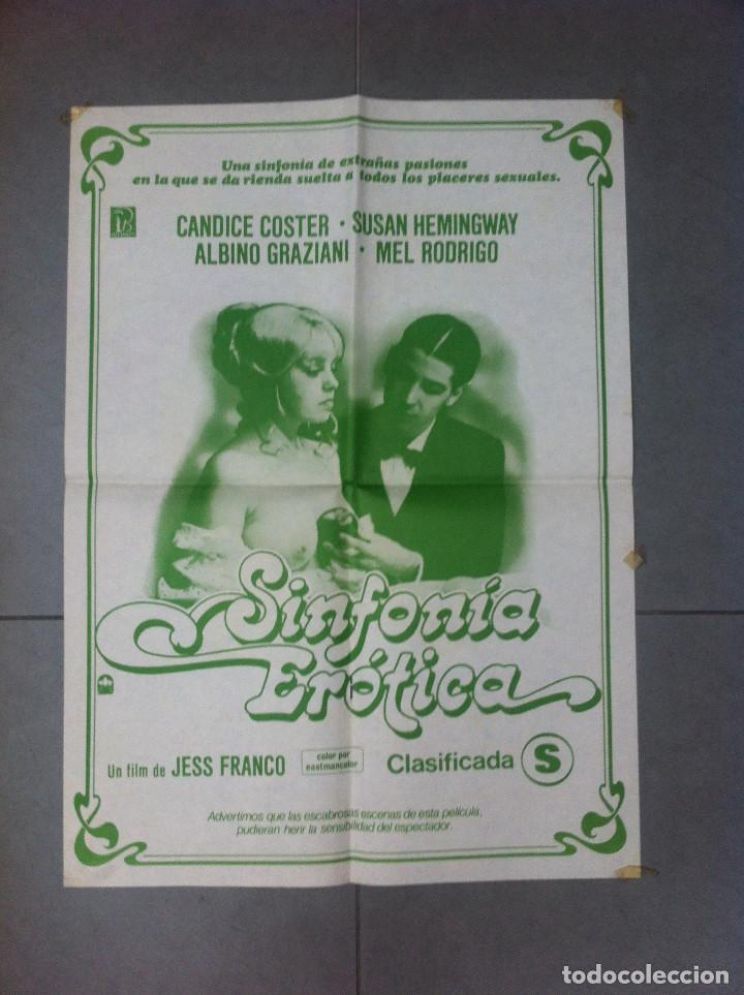 Una sinfonía de extrañas pasiones
en la que se da rienda suelta a todos los placeres sexuales.
CANDICE COSTER · SUSAN HEMINGWAY
ALBINO GRAZIANI · MEL RODRIGO
Sinfonía
Erótica
Un film de JESS FRANCO
color por
eastmancolor
Clasificada S
Advertimos que las escabrosas escenas de esta película,
pudieran herir la sensibilidad del espectador.
todocoleccion